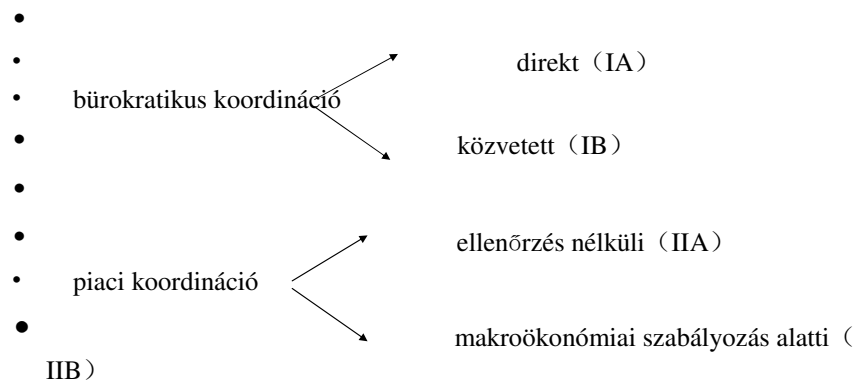 direkt（IA）
bürokratikus koordináció
közvetett（IB）
ellenőrzés nélküli（IIA）
piaci koordináció
makroökonómiai szabályozás alatti（
IIB）